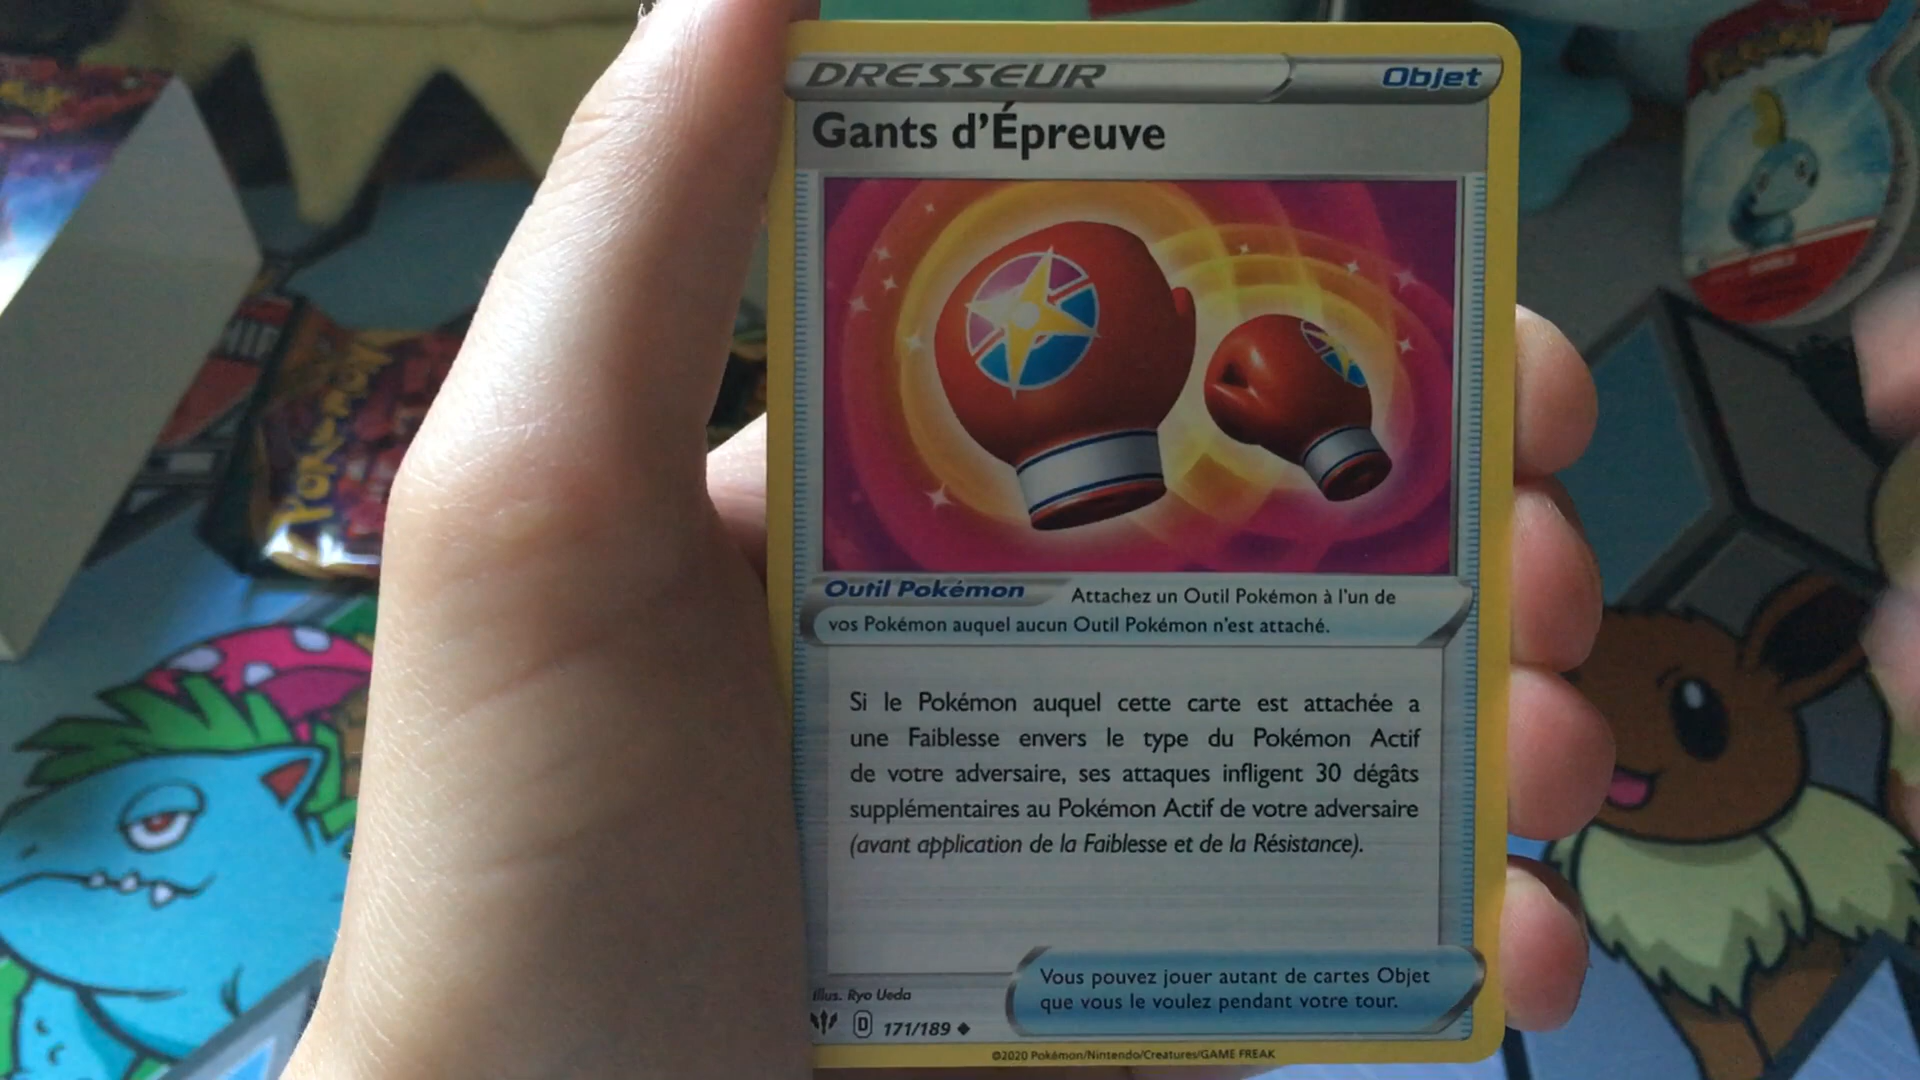 DRESSEUR
Objet
Gants d'Épreuve
Outil Pokémon Attachez un Outil Pokémon à l'un de
vos Pokémon auquel aucun Outil Pokémon n'est attaché.
Si le Pokémon auquel cette carte est attachée a
une Faiblesse envers le type du Pokémon Actif
de votre adversaire, ses attaques infligent 30 dégâts
supplémentaires au Pokémon Actif de votre adversaire
(avant application de la Faiblesse et de la Résistance).
Vous pouvez jouer autant de cartes Objet
que vous le voulez pendant votre tour.
Illus. Ryo Ueda
D 171/189
©2020 Pokémon/Nintendo/Creatures/GAME FREAK
POKéMON